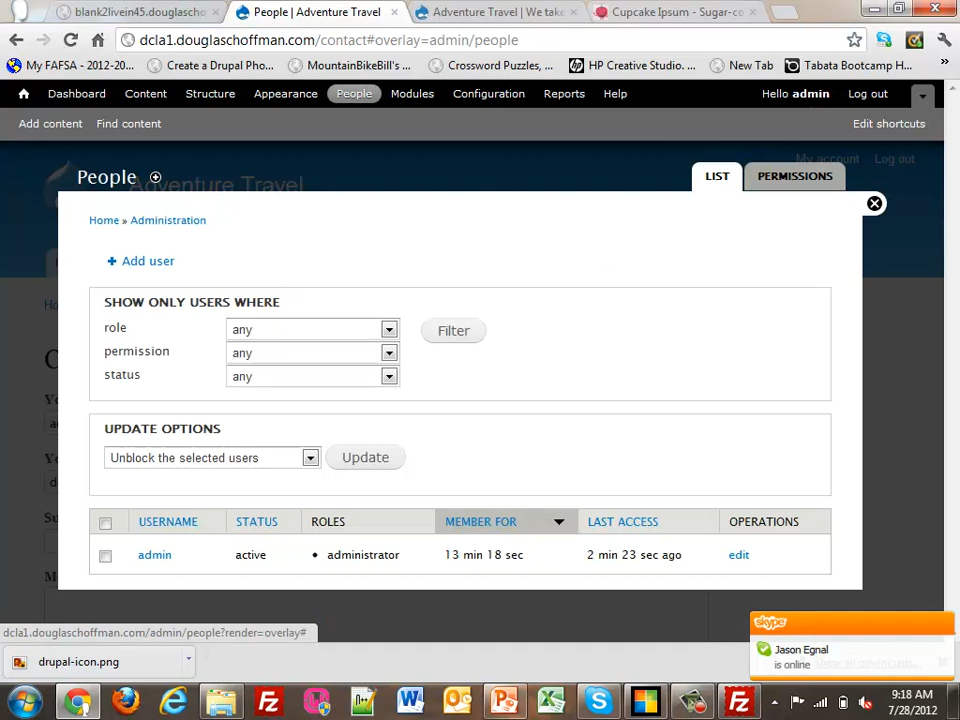 blank2livein45.douglascho
People | Adventure Travel
Adventure Travel | We take
Cupcake Ipsum - Sugar-co
dcla1.douglaschoffman.com/contact#overlay=admin/people
My FAFSA - 2012-20...
Create a Drupal Pho...
MountainBikeBill's ...
Crossword Puzzles, ...
HP Creative Studio. ...
New Tab
Tabata Bootcamp H...
Dashboard Content Structure Appearance People Modules Configuration Reports Help Hello admin Log out
Add content Find content Edit shortcuts
My account Log out
Adventure Travel
People
LIST PERMISSIONS
Home » Administration
Add user
SHOW ONLY USERS WHERE
role any Filter
permission any
status any
UPDATE OPTIONS
Unblock the selected users Update
USERNAME STATUS ROLES MEMBER FOR LAST ACCESS OPERATIONS
admin active • administrator 13 min 18 sec 2 min 23 sec ago edit
dcla1.douglaschoffman.com/admin/people?render=overlay#
skype
Jason Egnal
is online
drupal-icon.png
9:18 AM
7/28/2012